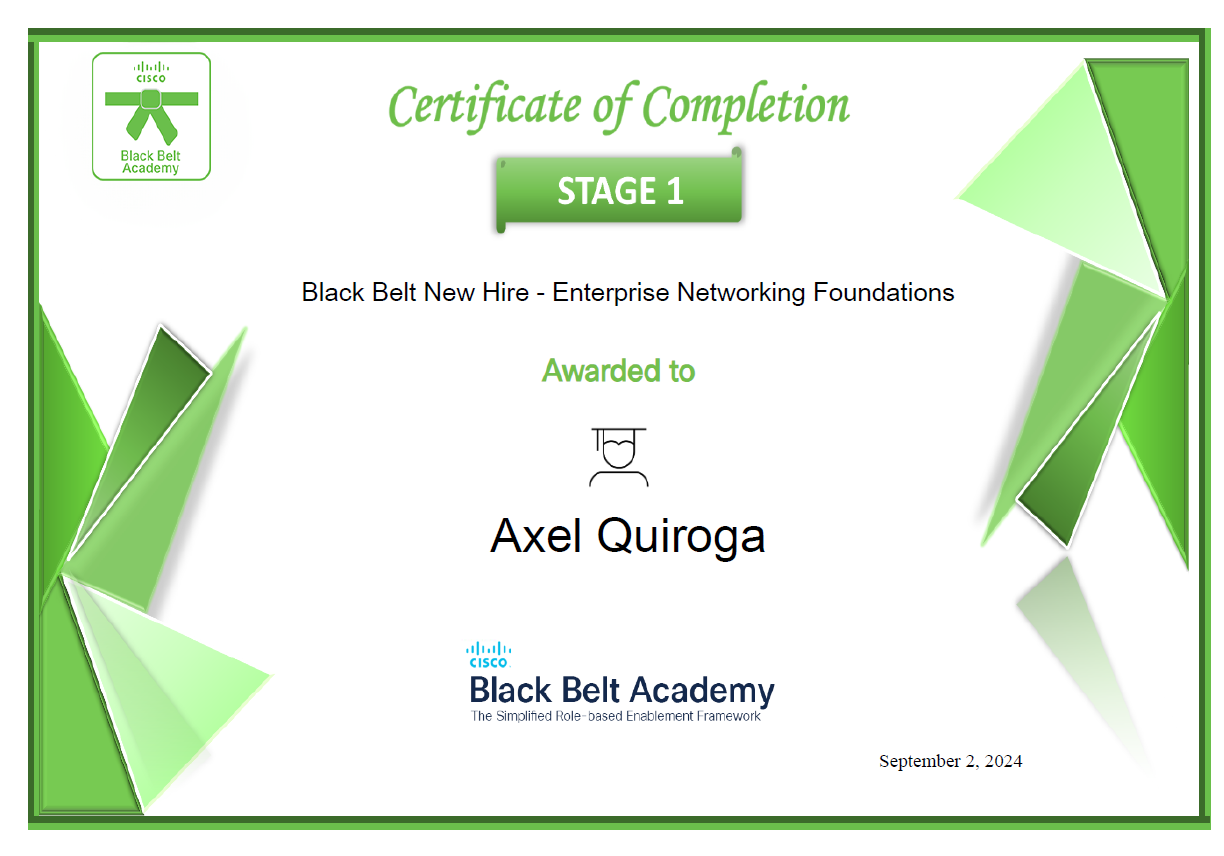 CISCO
Black Belt
Academy
Certificate of Completion
STAGE 1
Black Belt New Hire - Enterprise Networking Foundations
Awarded to
Axel Quiroga
CISCO
Black Belt Academy
The Simplified Role-based Enablement Framework
September 2, 2024